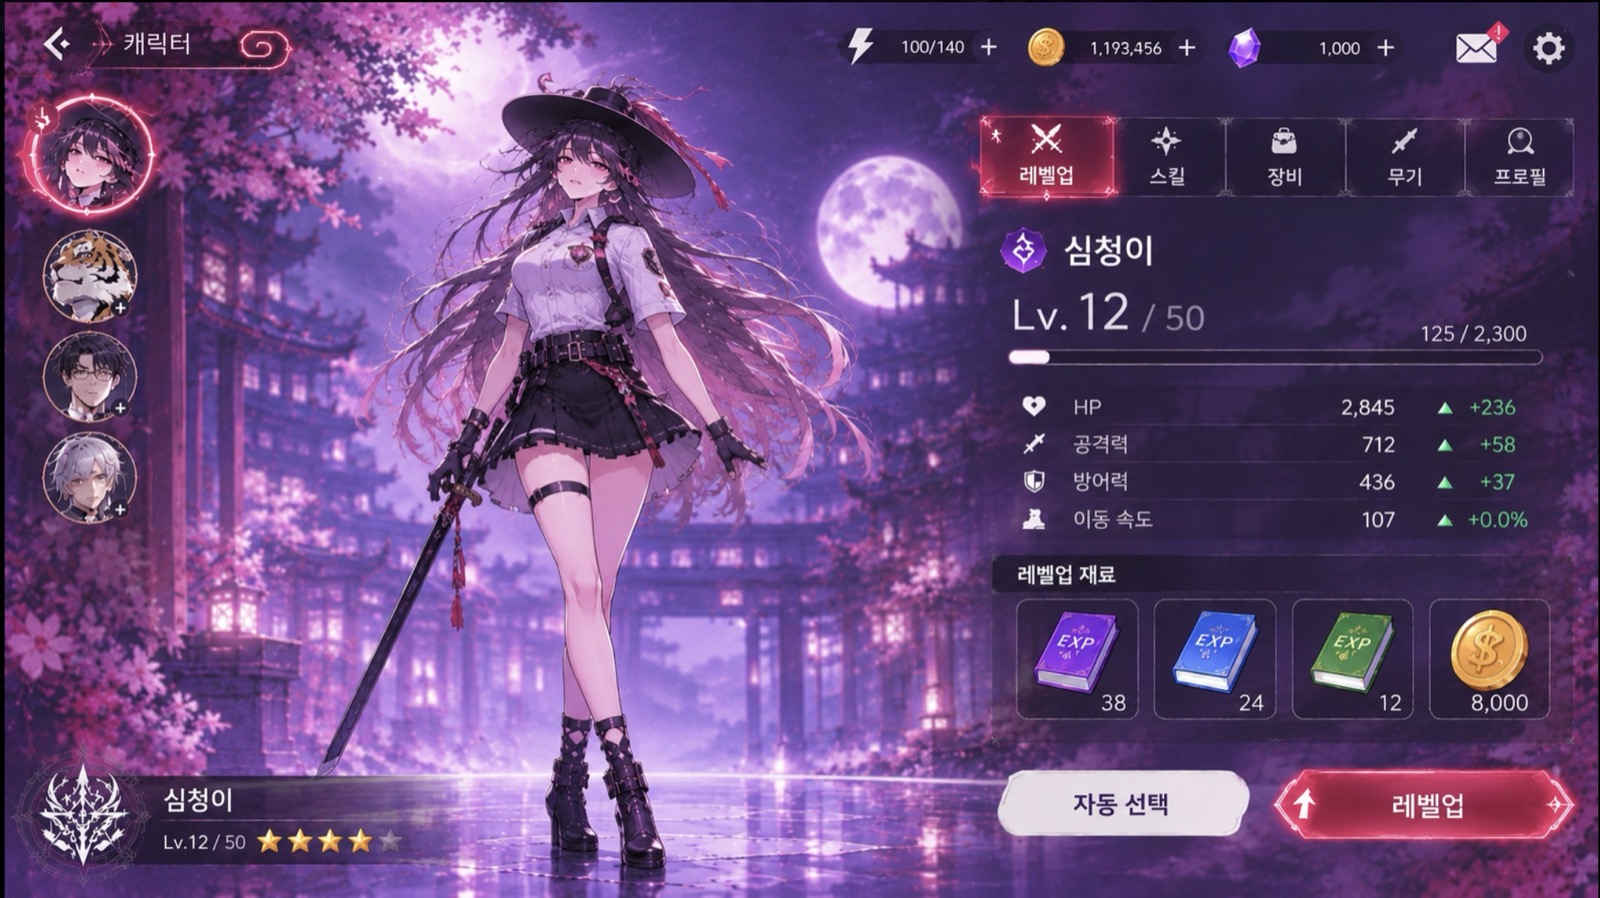 캐릭터
100/140
1,193,456
1,000
레벨업
스킬
장비
무기
프로필
심청이
Lv. 12 / 50
125 / 2,300
HP 2,845 +236
공격력 712 +58
방어력 436 +37
이동 속도 107 +0.0%
레벨업 재료
EXP 38
EXP 24
EXP 12
$ 8,000
심청이
Lv.12 / 50
자동 선택
레벨업